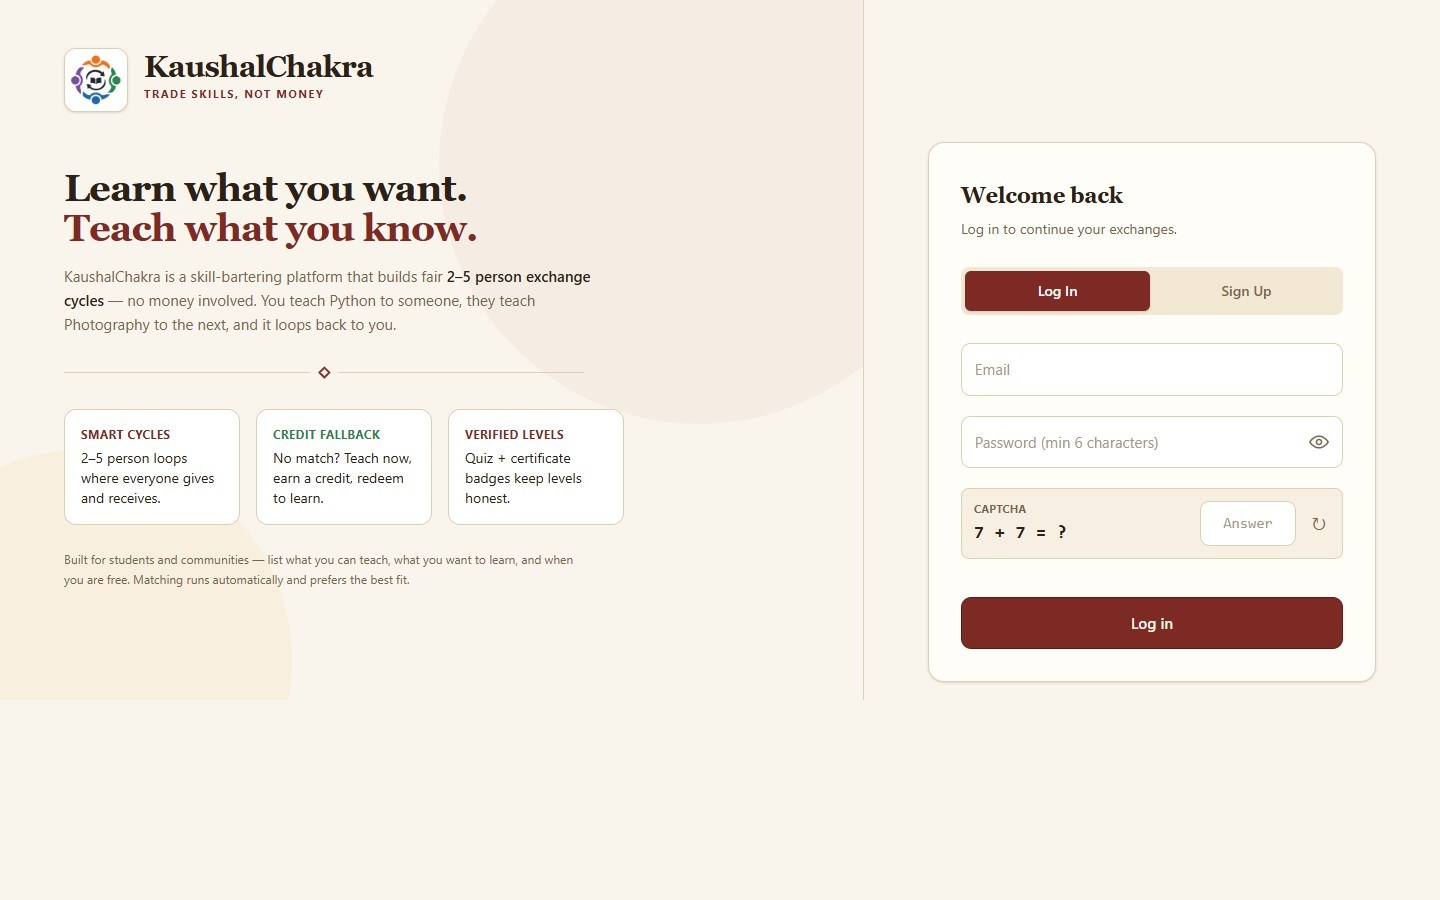 KaushalChakra
TRADE SKILLS, NOT MONEY
Learn what you want.
Teach what you know.
KaushalChakra is a skill-bartering platform that builds fair 2–5 person exchange
cycles — no money involved. You teach Python to someone, they teach
Photography to the next, and it loops back to you.
SMART CYCLES
2–5 person loops
where everyone gives
and receives.
CREDIT FALLBACK
No match? Teach now,
earn a credit, redeem
to learn.
VERIFIED LEVELS
Quiz + certificate
badges keep levels
honest.
Built for students and communities — list what you can teach, what you want to learn, and when
you are free. Matching runs automatically and prefers the best fit.
Welcome back
Log in to continue your exchanges.
Log In
Sign Up
Email
Password (min 6 characters)
CAPTCHA
7 + 7 = ?
Answer
Log in